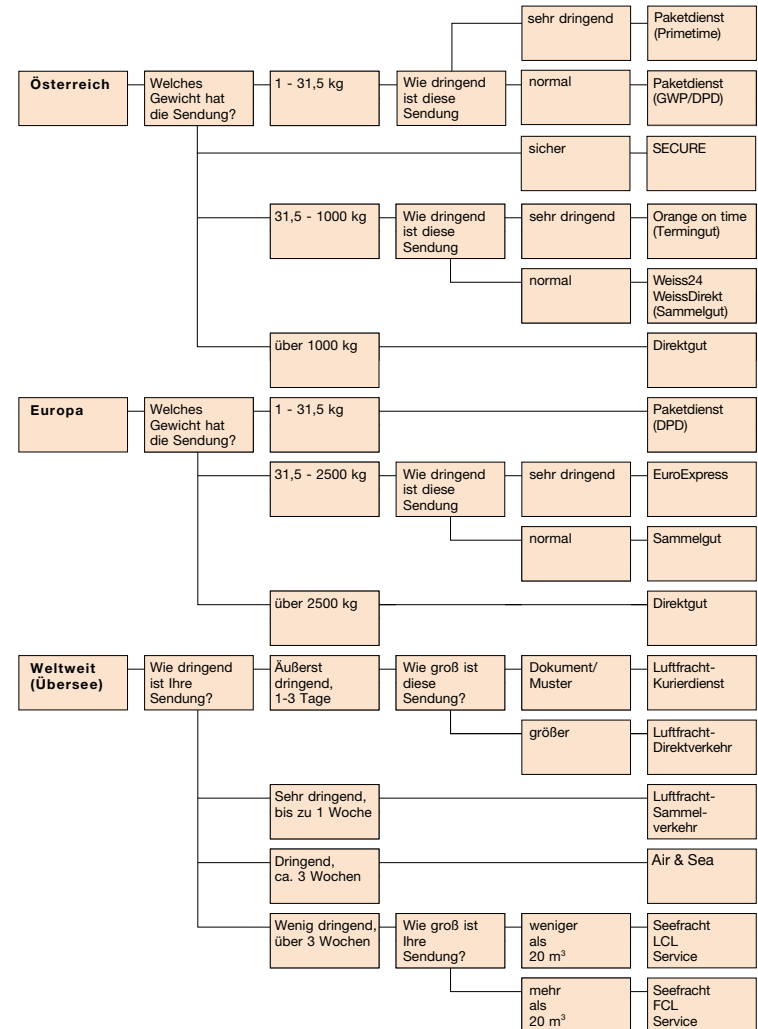 sehr dringend
Paketdienst
(Primetime)
Österreich
Welches
Gewicht hat
die Sendung?
1 - 31,5 kg
Wie dringend
ist diese
Sendung
normal
Paketdienst
(GWP/DPD)
sicher
SECURE
31,5 - 1000 kg
Wie dringend
ist diese
Sendung
sehr dringend
Orange on time
(Termingut)
normal
Weiss24
WeissDirekt
(Sammelgut)
über 1000 kg
Direktgut
Europa
Welches
Gewicht hat
die Sendung?
1 - 31,5 kg
Paketdienst
(DPD)
31,5 - 2500 kg
Wie dringend
ist diese
Sendung
sehr dringend
EuroExpress
normal
Sammelgut
über 2500 kg
Direktgut
Weltweit
(Übersee)
Wie dringend
ist Ihre
Sendung?
Äußerst
dringend,
1-3 Tage
Wie groß ist
diese
Sendung?
Dokument/
Muster
Luftfracht-
Kurierdienst
größer
Luftfracht-
Direktverkehr
Sehr dringend,
bis zu 1 Woche
Luftfracht-
Sammel-
verkehr
Dringend,
ca. 3 Wochen
Air & Sea
Wenig dringend,
über 3 Wochen
Wie groß ist
Ihre
Sendung?
weniger
als
20 m³
Seefracht
LCL
Service
mehr
als
20 m³
Seefracht
FCL
Service